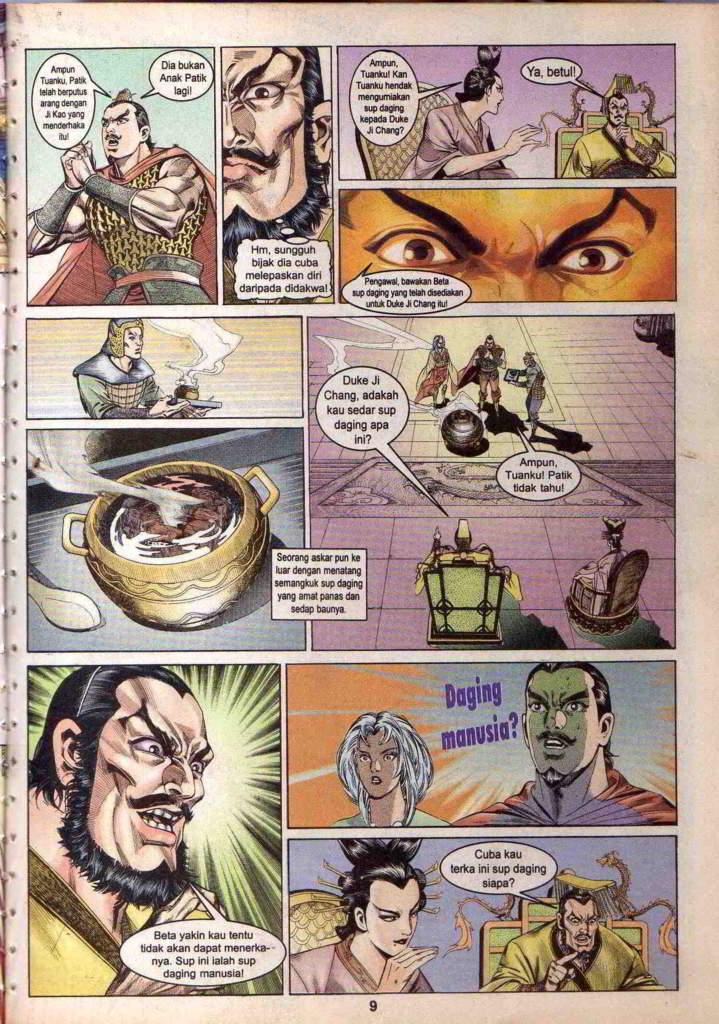 Ampun
Tuanku, Patik
telah berputus
arang dengan
Ji Kao yang
menderhaka
itu!
Dia bukan
Anak Patik
lagi!
Hm, sungguh
bijak dia cuba
melepaskan diri
daripada didakwa!
Ampun,
Tuanku! Kan
Tuanku hendak
mengurniakan
sup daging
kepada Duke
Ji Chang?
Ya, betul!
Pengawal, bawakan Beta
sup daging yang telah disediakan
untuk Duke Ji Chang itu!
Seorang askar pun ke
luar dengan menatang
semangkuk sup daging
yang amat panas dan
sedap baunya.
Duke Ji
Chang, adakah
kau sedar sup
daging apa
ini?
Ampun,
Tuanku! Patik
tidak tahu!
Beta yakin kau tentu
tidak akan dapat menerka-
nya. Sup ini ialah sup
daging manusia!
Daging
manusia?
Cuba kau
terka ini sup daging
siapa?
9